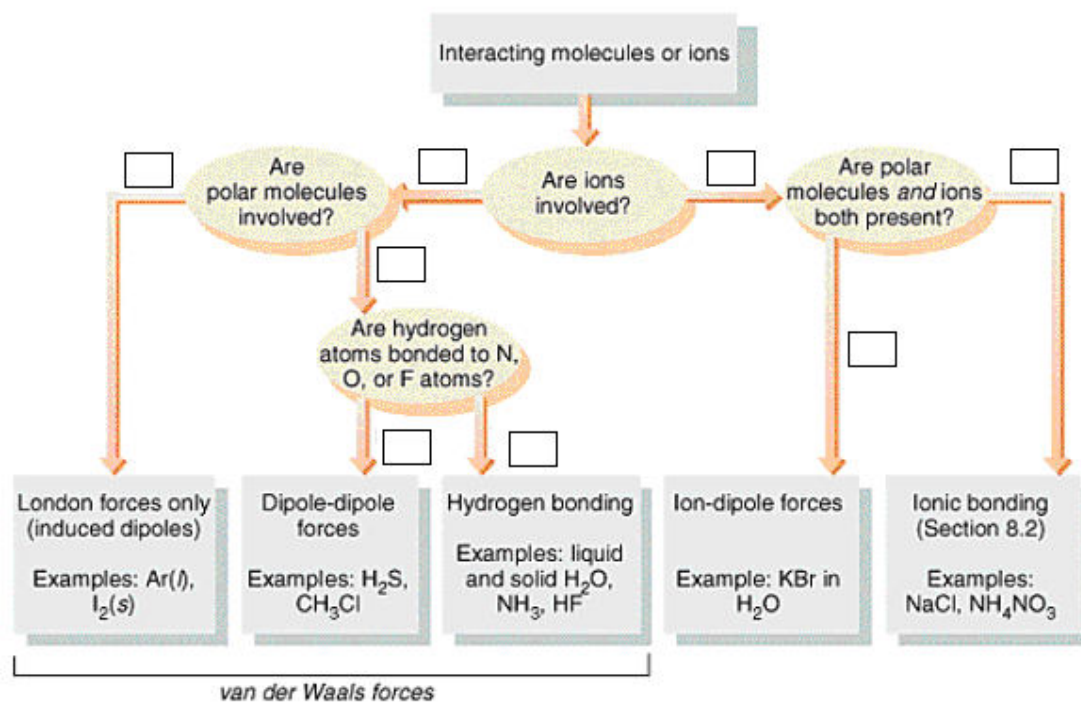 Interacting molecules or ions
Are
polar molecules
involved?
Are ions
involved?
Are polar
molecules and ions
both present?
Are hydrogen
atoms bonded to N,
O, or F atoms?
London forces only
(induced dipoles)
Examples: Ar(l),
I₂(s)
Dipole-dipole
forces
Examples: H₂S,
CH₃Cl
Hydrogen bonding
Examples: liquid
and solid H₂O,
NH₃, HF
Ion-dipole forces
Example: KBr in
H₂O
Ionic bonding
(Section 8.2)
Examples:
NaCl, NH₄NO₃
van der Waals forces